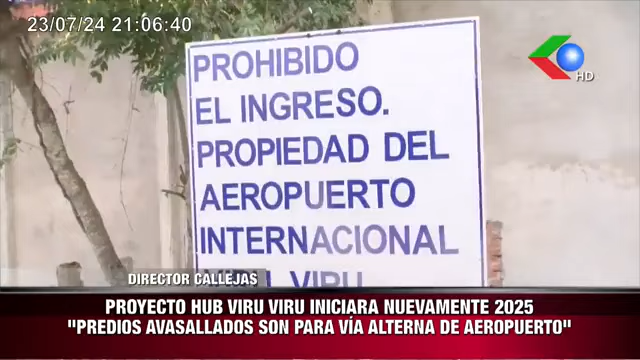 23/07/24 21:06:40
PROHIBIDO
EL INGRESO.
PROPIEDAD DEL
AEROPUERTO
INTERNACIONAL
VIRU
HD
DIRECTOR CALLEJAS
PROYECTO HUB VIRU VIRU INICIARA NUEVAMENTE 2025
"PREDIOS AVASALLADOS SON PARA VÍA ALTERNA DE AEROPUERTO"